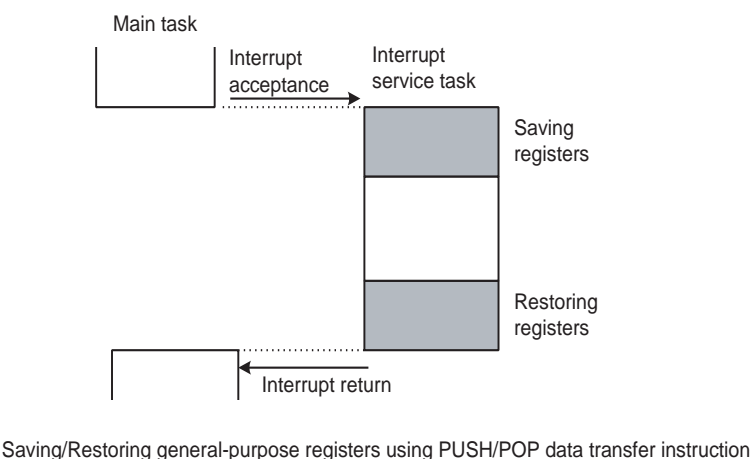 Main task
Interrupt
acceptance
Interrupt
service task
Saving
registers
Restoring
registers
Interrupt return
Saving/Restoring general-purpose registers using PUSH/POP data transfer instruction